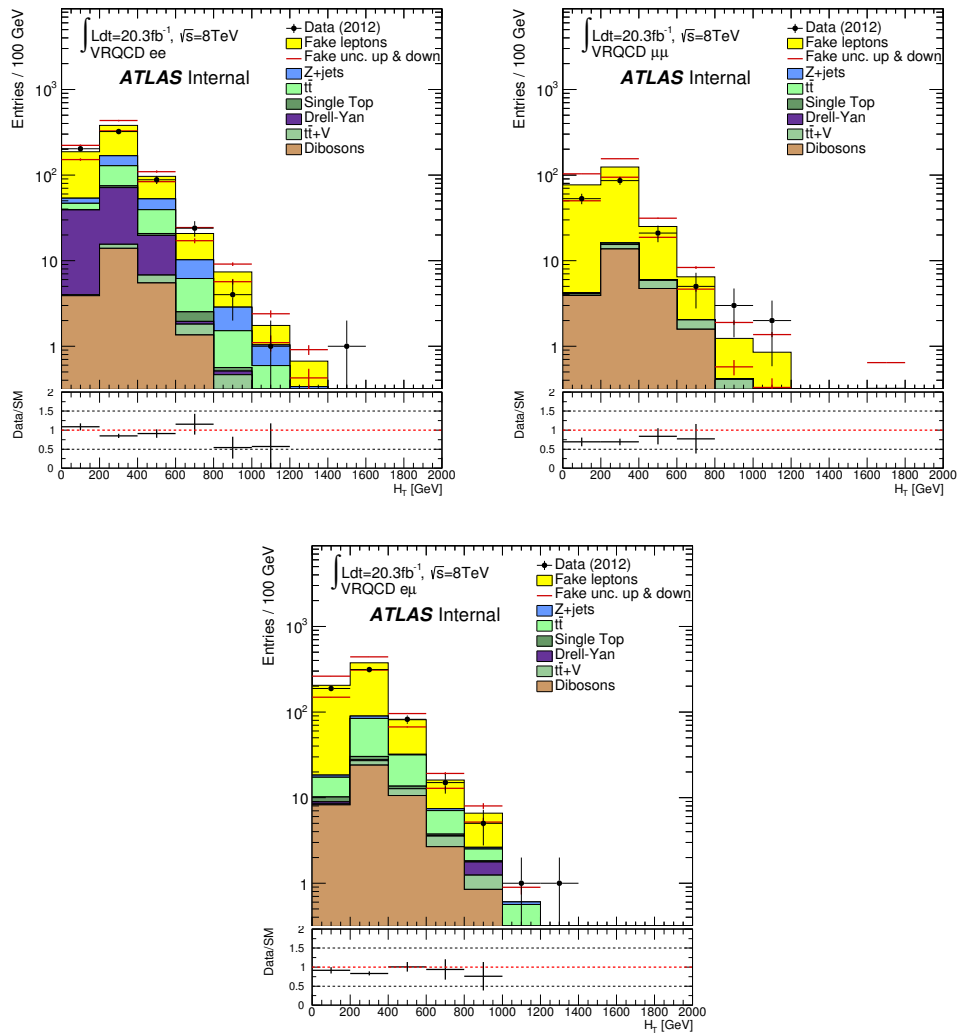 ∫Ldt=20.3fb⁻¹, √s=8TeV
VRQCD ee
ATLAS Internal
Data (2012)
Fake leptons
Fake unc. up & down
Z+jets
tt̄
Single Top
Drell-Yan
tt̄+V
Dibosons
Entries / 100 GeV
10³
10²
10
1
Data/SM
2
1.5
1
0.5
0
0 200 400 600 800 1000 1200 1400 1600 1800 2000
H_T [GeV]
∫Ldt=20.3fb⁻¹, √s=8TeV
VRQCD μμ
ATLAS Internal
Data (2012)
Fake leptons
Fake unc. up & down
Z+jets
tt̄
Single Top
Drell-Yan
tt̄+V
Dibosons
Entries / 100 GeV
10³
10²
10
1
Data/SM
2
1.5
1
0.5
0
0 200 400 600 800 1000 1200 1400 1600 1800 2000
H_T [GeV]
∫Ldt=20.3fb⁻¹, √s=8TeV
VRQCD eμ
ATLAS Internal
Data (2012)
Fake leptons
Fake unc. up & down
Z+jets
tt̄
Single Top
Drell-Yan
tt̄+V
Dibosons
Entries / 100 GeV
10³
10²
10
1
Data/SM
2
1.5
1
0.5
0
0 200 400 600 800 1000 1200 1400 1600 1800 2000
H_T [GeV]